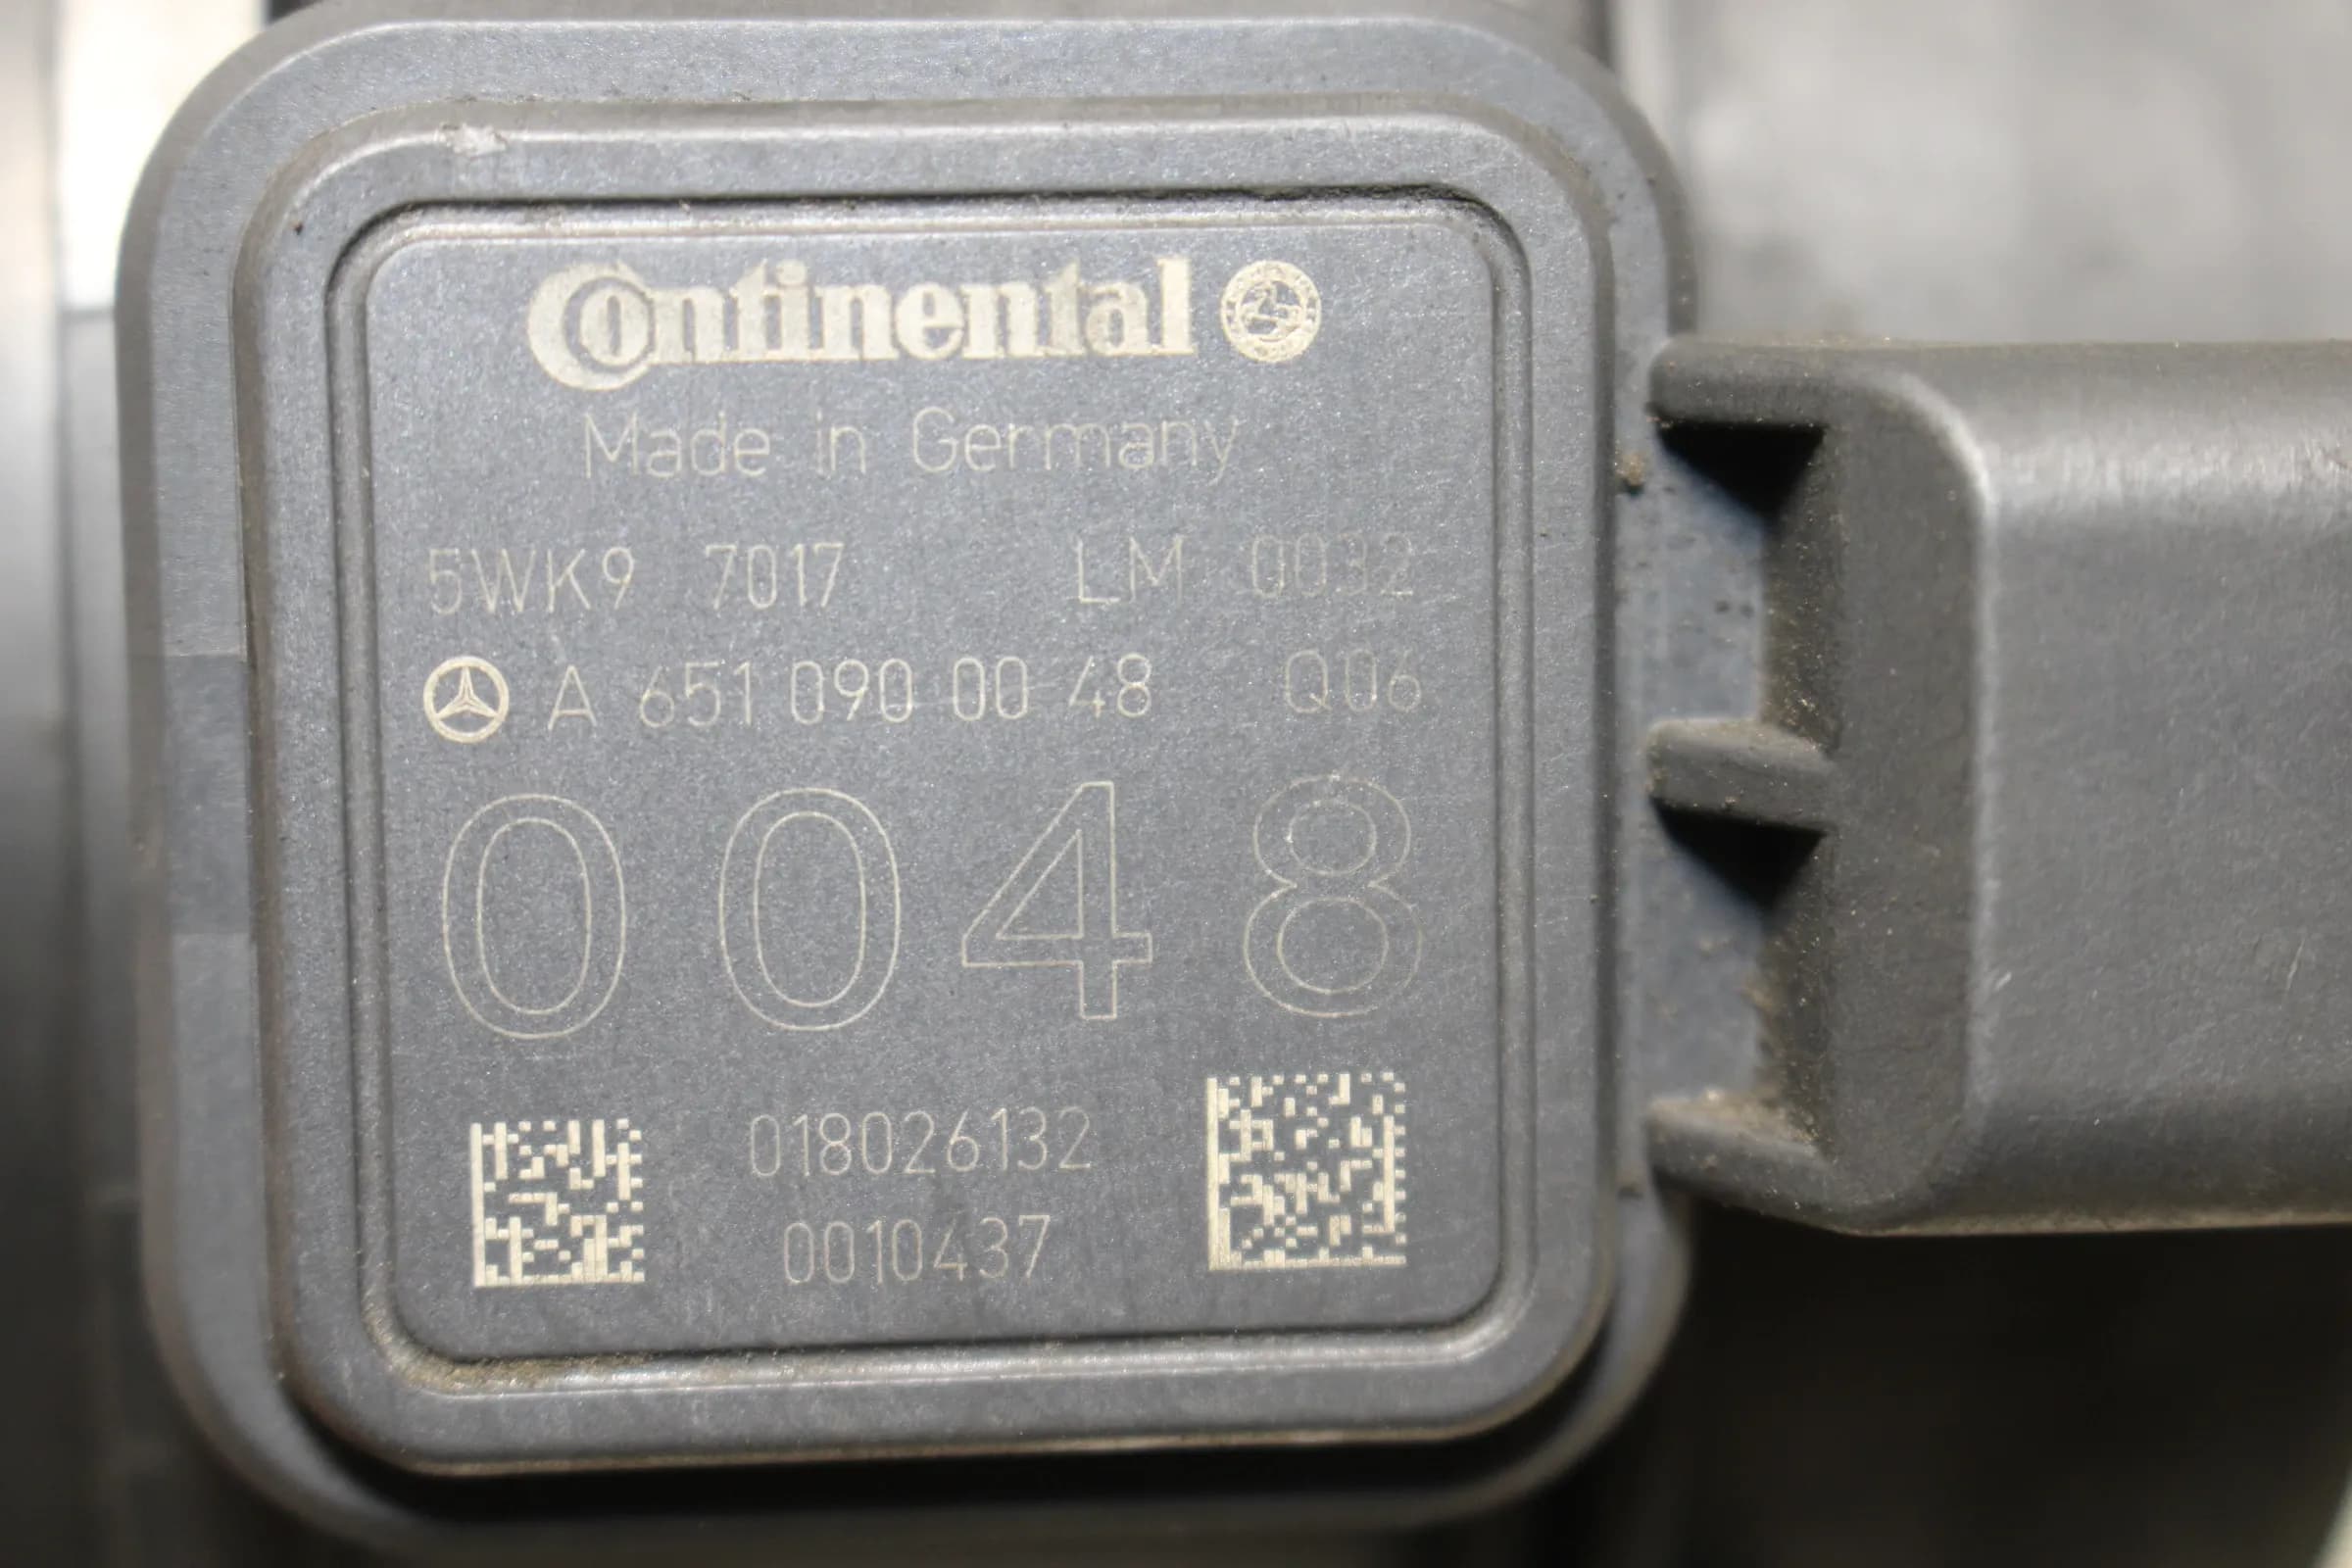 Continental
Made in Germany
5WK9 7017 LM 0032
A 651 090 00 48 Q06
0048
018026132
0010437